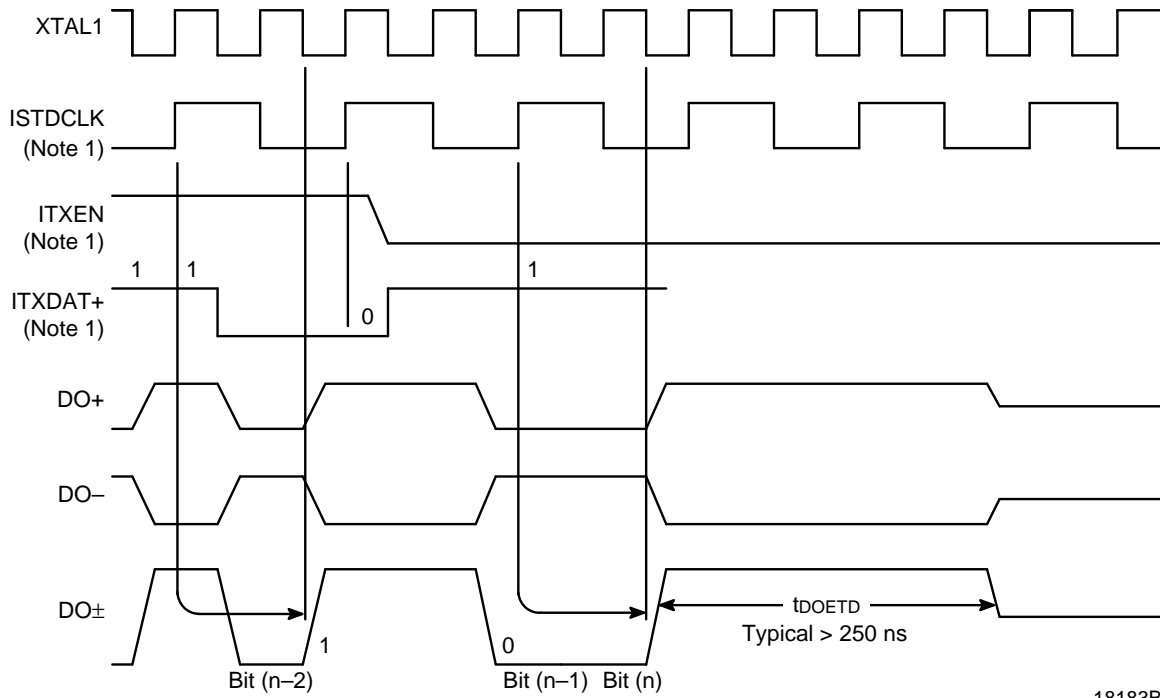 XTAL1
ISTDCLK
(Note 1)
ITXEN
(Note 1)
1 1 1
ITXDAT+
(Note 1)
0
DO+
DO–
DO±
tDOETD
Typical > 250 ns
1 0
Bit (n–2) Bit (n–1) Bit (n)